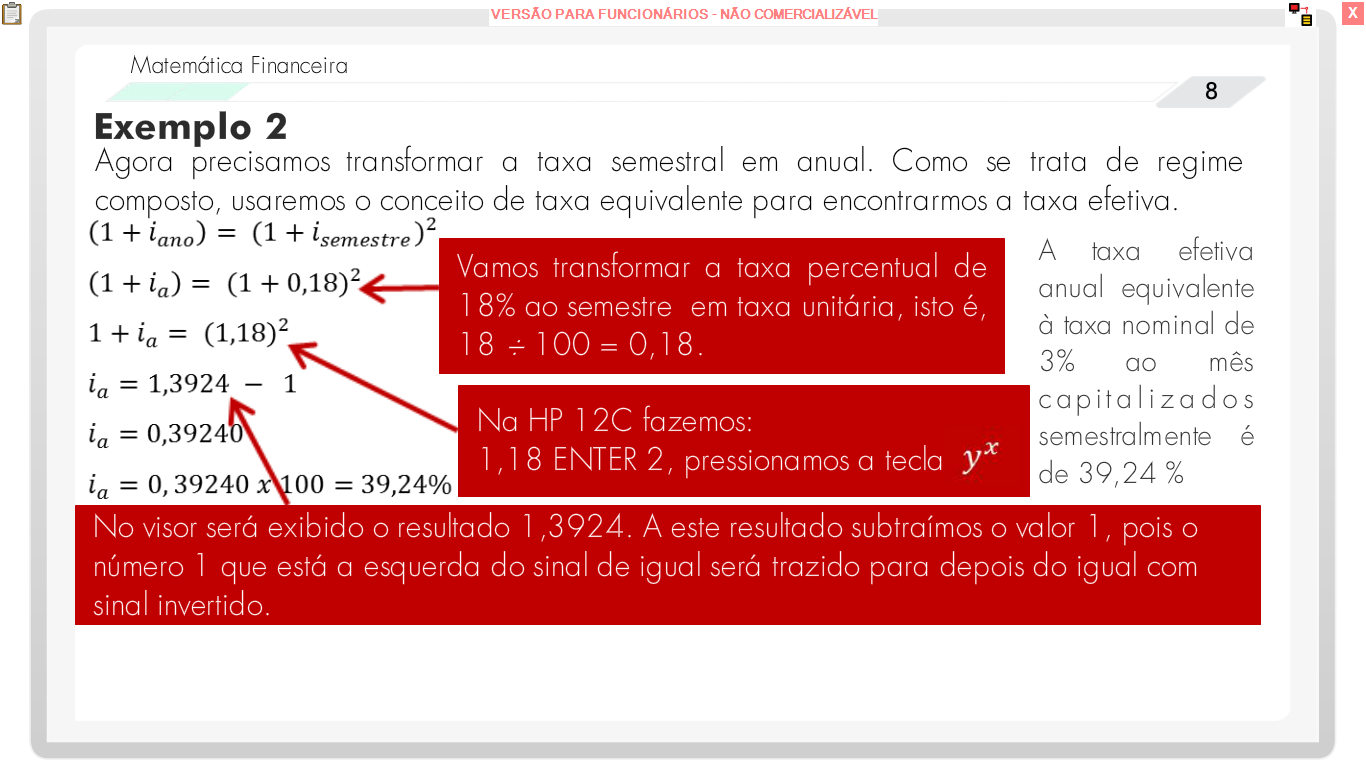 VERSÃO PARA FUNCIONÁRIOS - NÃO COMERCIALIZÁVEL
X
Matemática Financeira
8
Exemplo 2
Agora precisamos transformar a taxa semestral em anual. Como se trata de regime
composto, usaremos o conceito de taxa equivalente para encontrarmos a taxa efetiva.
(1 + i_ano) = (1 + i_semestre)²
(1 + i_a) = (1 + 0,18)²
1 + i_a = (1,18)²
i_a = 1,3924 − 1
i_a = 0,39240
i_a = 0,39240 x 100 = 39,24%
Vamos transformar a taxa percentual de
18% ao semestre em taxa unitária, isto é,
18 ÷ 100 = 0,18.
Na HP 12C fazemos:
1,18 ENTER 2, pressionamos a tecla yˣ
A taxa efetiva
anual equivalente
à taxa nominal de
3% ao mês
capitalizados
semestralmente é
de 39,24 %
No visor será exibido o resultado 1,3924. A este resultado subtraímos o valor 1, pois o
número 1 que está a esquerda do sinal de igual será trazido para depois do igual com
sinal invertido.